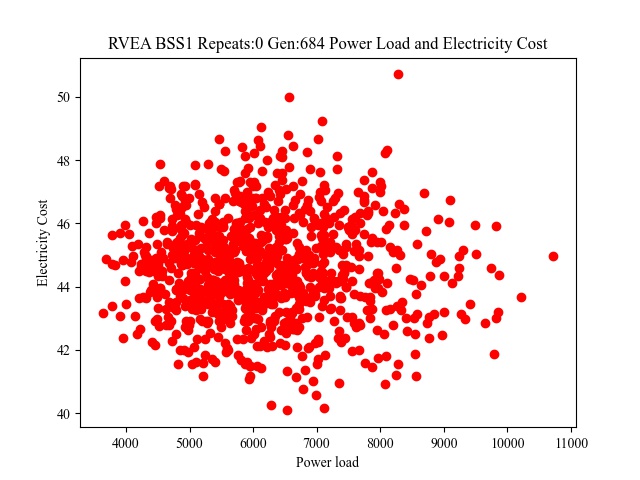 RVEA BSS1 Repeats:0 Gen:684 Power Load and Electricity Cost
50
48
46
44
42
40
Electricity Cost
4000 5000 6000 7000 8000 9000 10000 11000
Power load